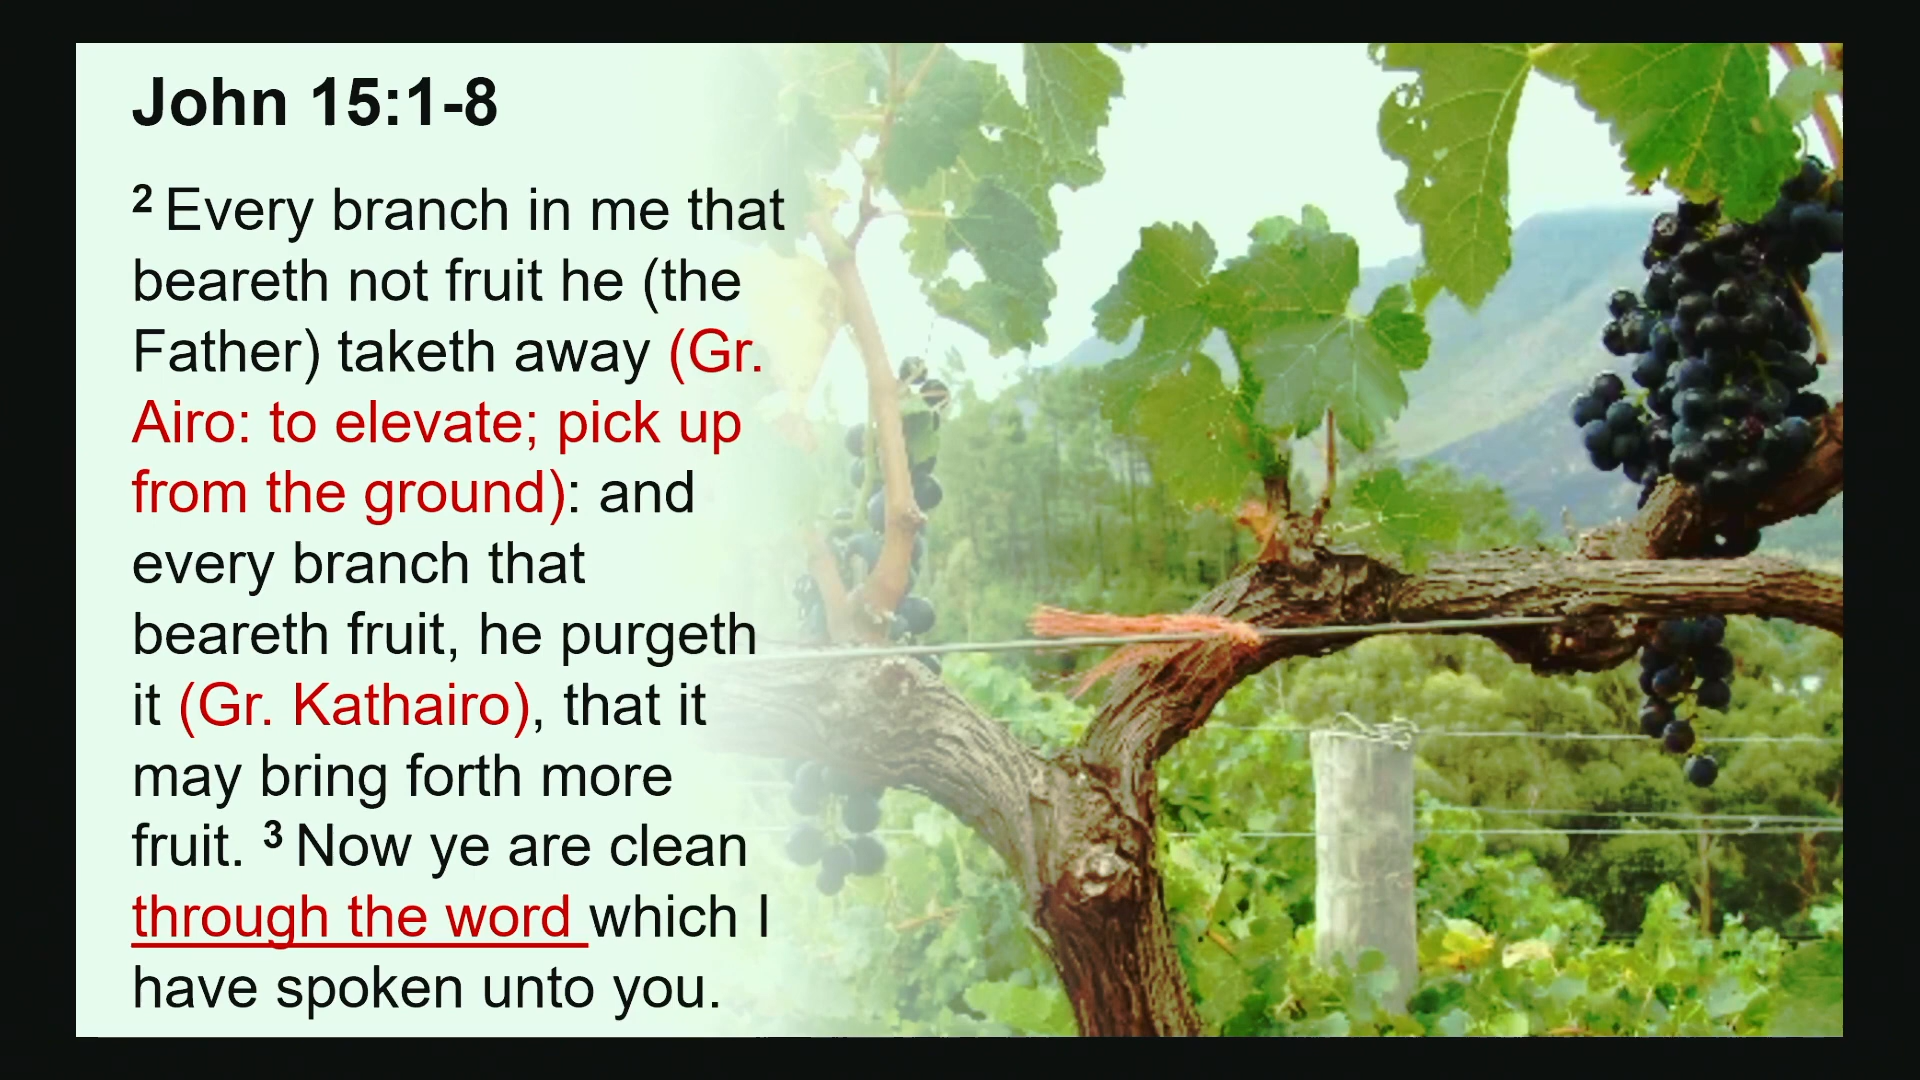 John 15:1-8
2 Every branch in me that
beareth not fruit he (the
Father) taketh away (Gr.
Airo: to elevate; pick up
from the ground): and
every branch that
beareth fruit, he purgeth
it (Gr. Kathairo), that it
may bring forth more
fruit. 3 Now ye are clean
through the word which I
have spoken unto you.